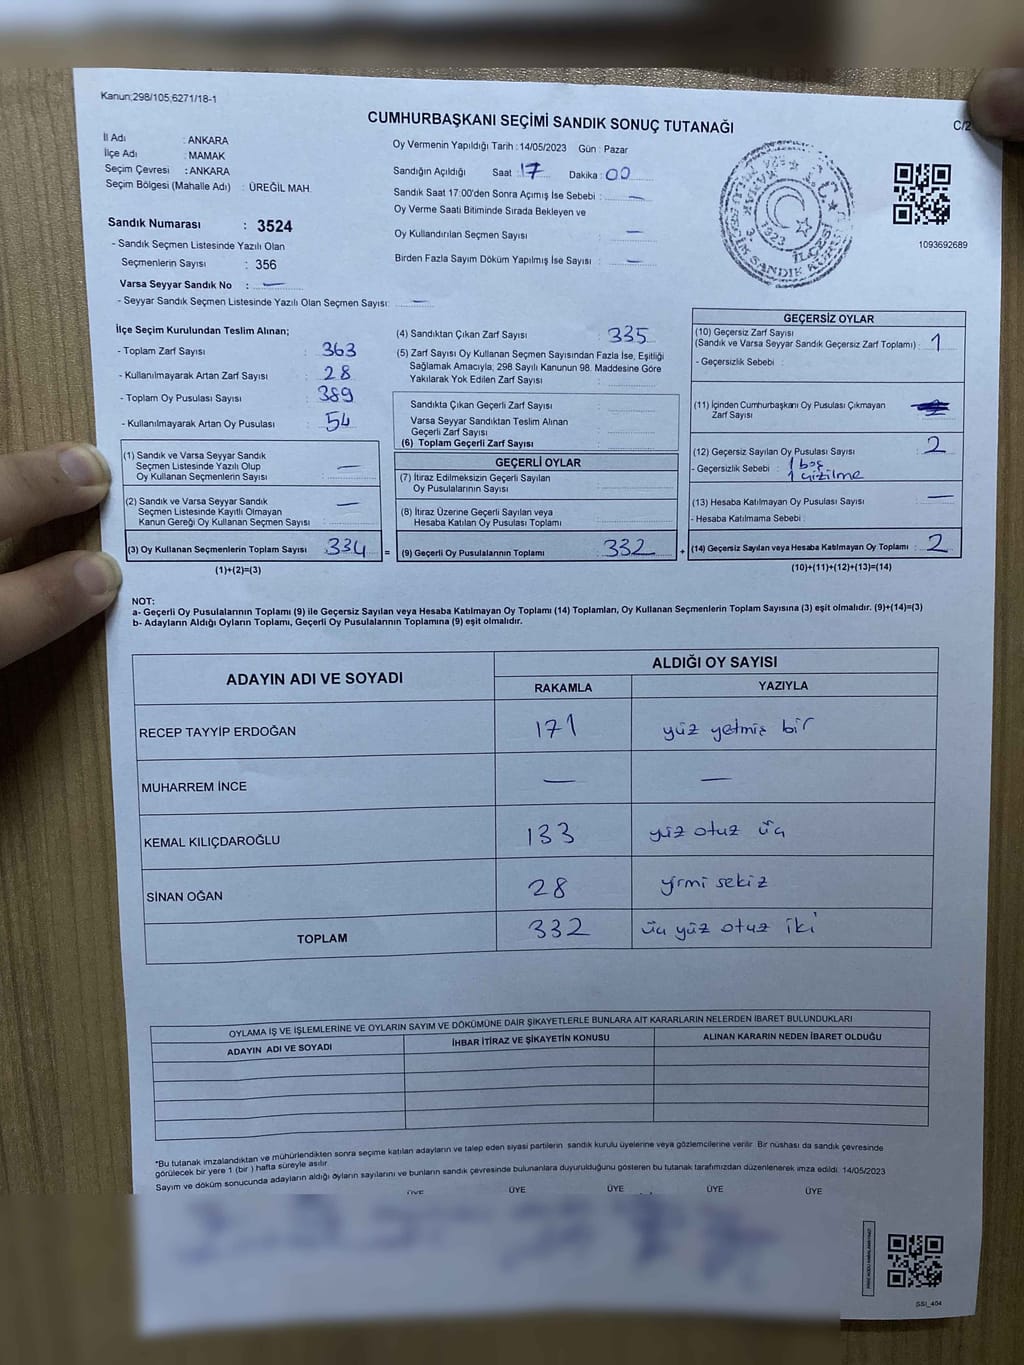 Kanun;298/105,6271/18-1
CUMHURBAŞKANI SEÇİMİ SANDIK SONUÇ TUTANAĞI
C/2
İl Adı : ANKARA
İlçe Adı : MAMAK
Seçim Çevresi : ANKARA
Seçim Bölgesi (Mahalle Adı) : ÜREĞİL MAH.
Sandık Numarası : 3524
- Sandık Seçmen Listesinde Yazılı Olan
Seçmenlerin Sayısı : 356
Varsa Seyyar Sandık No : —
- Seyyar Sandık Seçmen Listesinde Yazılı Olan Seçmen Sayısı: —
Oy Vermenin Yapıldığı Tarih : 14/05/2023 Gün : Pazar
Sandığın Açıldığı Saat : 17 Dakika : 00
Sandık Saat 17:00'den Sonra Açımış İse Sebebi : —
Oy Verme Saati Bitiminde Sırada Bekleyen ve
Oy Kullandırılan Seçmen Sayısı : —
Birden Fazla Sayım Döküm Yapılmış İse Sayısı : —
T.C.
1923
1093692689
İlçe Seçim Kurulundan Teslim Alınan;
- Toplam Zarf Sayısı : 363
- Kullanılmayarak Artan Zarf Sayısı : 28
- Toplam Oy Pusulası Sayısı : 389
- Kullanılmayarak Artan Oy Pusulası : 54
(1) Sandık ve Varsa Seyyar Sandık
Seçmen Listesinde Yazılı Olup
Oy Kullanan Seçmenlerin Sayısı : —
(2) Sandık ve Varsa Seyyar Sandık
Seçmen Listesinde Kayıtlı Olmayan
Kanun Gereği Oy Kullanan Seçmen Sayısı : —
(3) Oy Kullanan Seçmenlerin Toplam Sayısı : 334
(1)+(2)=(3)
(4) Sandıktan Çıkan Zarf Sayısı : 335
(5) Zarf Sayısı Oy Kullanan Seçmen Sayısından Fazla İse, Eşitliği
Sağlamak Amacıyla; 298 Sayılı Kanunun 98. Maddesine Göre
Yakılarak Yok Edilen Zarf Sayısı :
Sandıkta Çıkan Geçerli Zarf Sayısı :
Varsa Seyyar Sandıktan Teslim Alınan
Geçerli Zarf Sayısı :
(6) Toplam Geçerli Zarf Sayısı :
GEÇERLİ OYLAR
(7) İtiraz Edilmeksizin Geçerli Sayılan
Oy Pusulalarının Sayısı :
(8) İtiraz Üzerine Geçerli Sayılan veya
Hesaba Katılan Oy Pusulası Toplamı :
= (9) Geçerli Oy Pusulalarının Toplamı : 332 +
GEÇERSİZ OYLAR
(10) Geçersiz Zarf Sayısı
(Sandık ve Varsa Seyyar Sandık Geçersiz Zarf Toplamı) : 1
- Geçersizlik Sebebi :
(11) İçinden Cumhurbaşkanı Oy Pusulası Çıkmayan
Zarf Sayısı
(12) Geçersiz Sayılan Oy Pusulası Sayısı : 2
- Geçersizlik Sebebi : 1 boş
1 çizilme
(13) Hesaba Katılmayan Oy Pusulası Sayısı : —
- Hesaba Katılmama Sebebi :
(14) Geçersiz Sayılan veya Hesaba Katılmayan Oy Toplamı : 2
(10)+(11)+(12)+(13)=(14)
NOT:
a- Geçerli Oy Pusulalarının Toplamı (9) ile Geçersiz Sayılan veya Hesaba Katılmayan Oy Toplamı (14) Toplamları, Oy Kullanan Seçmenlerin Toplam Sayısına (3) eşit olmalıdır. (9)+(14)=(3)
b- Adayların Aldığı Oyların Toplamı, Geçerli Oy Pusulalarının Toplamına (9) eşit olmalıdır.
ADAYIN ADI VE SOYADI ALDIĞI OY SAYISI
RAKAMLA YAZIYLA
RECEP TAYYİP ERDOĞAN 171 yüz yetmiş bir
MUHARREM İNCE — —
KEMAL KILIÇDAROĞLU 133 yüz otuz üç
SİNAN OĞAN 28 yirmi sekiz
TOPLAM 332 üç yüz otuz iki
OYLAMA İŞ VE İŞLEMLERİNE VE OYLARIN SAYIM VE DÖKÜMÜNE DAİR ŞİKAYETLERLE BUNLARA AİT KARARLARIN NELERDEN İBARET BULUNDUKLARI
ADAYIN ADI VE SOYADI İHBAR İTİRAZ VE ŞİKAYETİN KONUSU ALINAN KARARIN NEDEN İBARET OLDUĞU
*Bu tutanak imzalandıktan ve mühürlendikten sonra seçime katılan adayların ve talep eden siyasi partilerin sandık kurulu üyelerine veya gözlemcilerine verilir. Bir nüshası da sandık çevresinde
görülecek bir yere 1 (bir ) hafta süreyle asılır.
Sayım ve döküm sonucunda adayların aldığı oyların sayılarını ve bunların sandık çevresinde bulunanlara duyurulduğunu gösteren bu tutanak tarafımızdan düzenlenerek imza edildi. 14/05/2023
ÜYE ÜYE ÜYE ÜYE ÜYE
SSİ_404